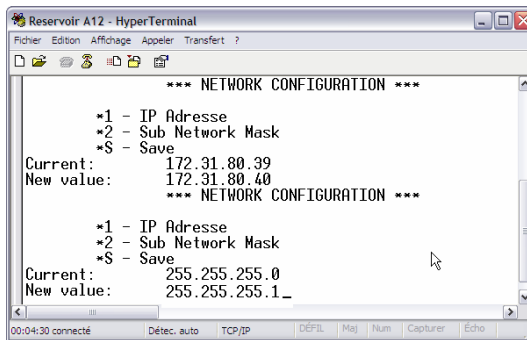 Reservoir A12 - HyperTerminal
Fichier Edition Affichage Appeler Transfert ?
*** NETWORK CONFIGURATION ***
*1 - IP Adresse
*2 - Sub Network Mask
*S - Save
Current: 172.31.80.39
New value: 172.31.80.40
*** NETWORK CONFIGURATION ***
*1 - IP Adresse
*2 - Sub Network Mask
*S - Save
Current: 255.255.255.0
New value: 255.255.255.1_
00:04:30 connecté Détec. auto TCP/IP DÉFIL Maj Num Capturer Écho